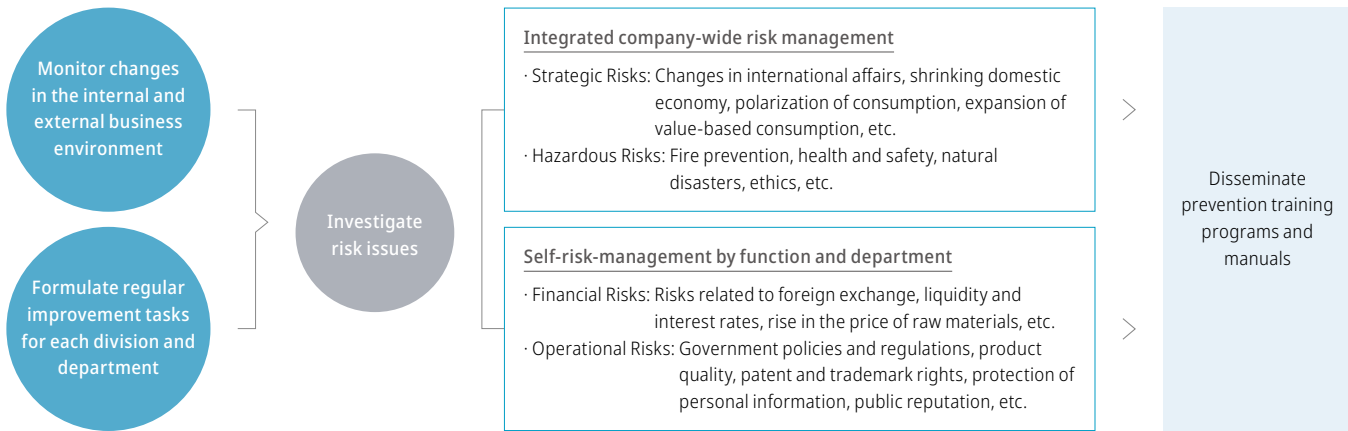 Monitor changes
in the internal and
external business
environment
Formulate regular
improvement tasks
for each division and
department
Investigate
risk issues
Integrated company-wide risk management
· Strategic Risks: Changes in international affairs, shrinking domestic
economy, polarization of consumption, expansion of
value-based consumption, etc.
· Hazardous Risks: Fire prevention, health and safety, natural
disasters, ethics, etc.
Self-risk-management by function and department
· Financial Risks: Risks related to foreign exchange, liquidity and
interest rates, rise in the price of raw materials, etc.
· Operational Risks: Government policies and regulations, product
quality, patent and trademark rights, protection of
personal information, public reputation, etc.
Disseminate
prevention training
programs and
manuals